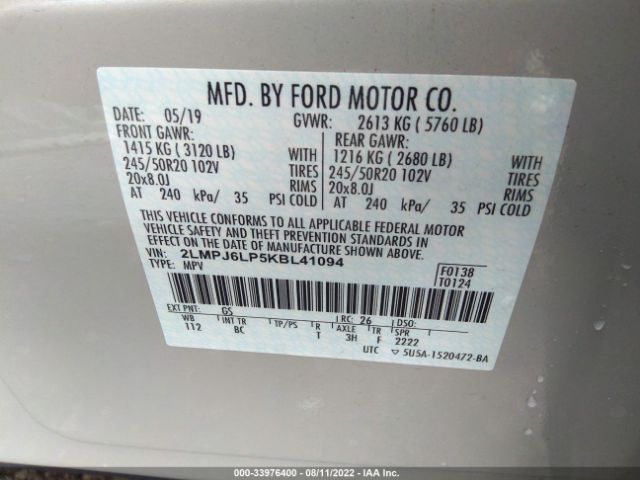 MFD. BY FORD MOTOR CO.
DATE: 05/19 GVWR: 2613 KG ( 5760 LB)
FRONT GAWR: REAR GAWR:
1415 KG ( 3120 LB) WITH 1216 KG ( 2680 LB) WITH
245/50R20 102V TIRES 245/50R20 102V TIRES
20x8.0J RIMS 20x8.0J RIMS
AT 240 kPa/ 35 PSI COLD AT 240 kPa/ 35 PSI COLD
THIS VEHICLE CONFORMS TO ALL APPLICABLE FEDERAL MOTOR
VEHICLE SAFETY AND THEFT PREVENTION STANDARDS IN
EFFECT ON THE DATE OF MANUFACTURE SHOWN ABOVE.
VIN: 2LMPJ6LP5KBL41094
TYPE: MPV
F0138
T0124
EXT PNT: GS RC: 26 DSO:
WB INT TR TP/PS R AXLE TR SPR
112 BC T 3H F 2222
UTC ▽ 5U5A-1520472-BA
000-33976400 - 08/11/2022 - IAA Inc.